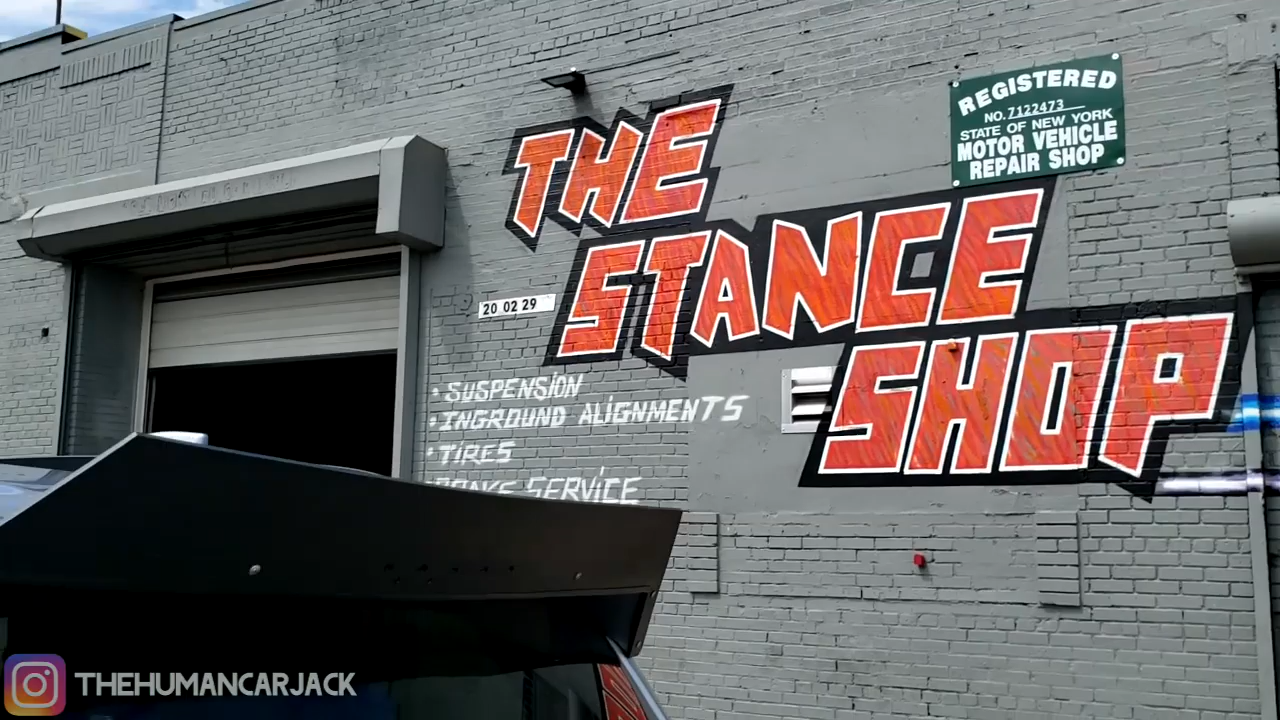 THE
STANCE
SHOP
REGISTERED
NO. 7122473
STATE OF NEW YORK
MOTOR VEHICLE
REPAIR SHOP
20 02 29
• SUSPENSION
• INGROUND ALIGNMENTS
• TIRES
SERVICE
THEHUMANCARJACK